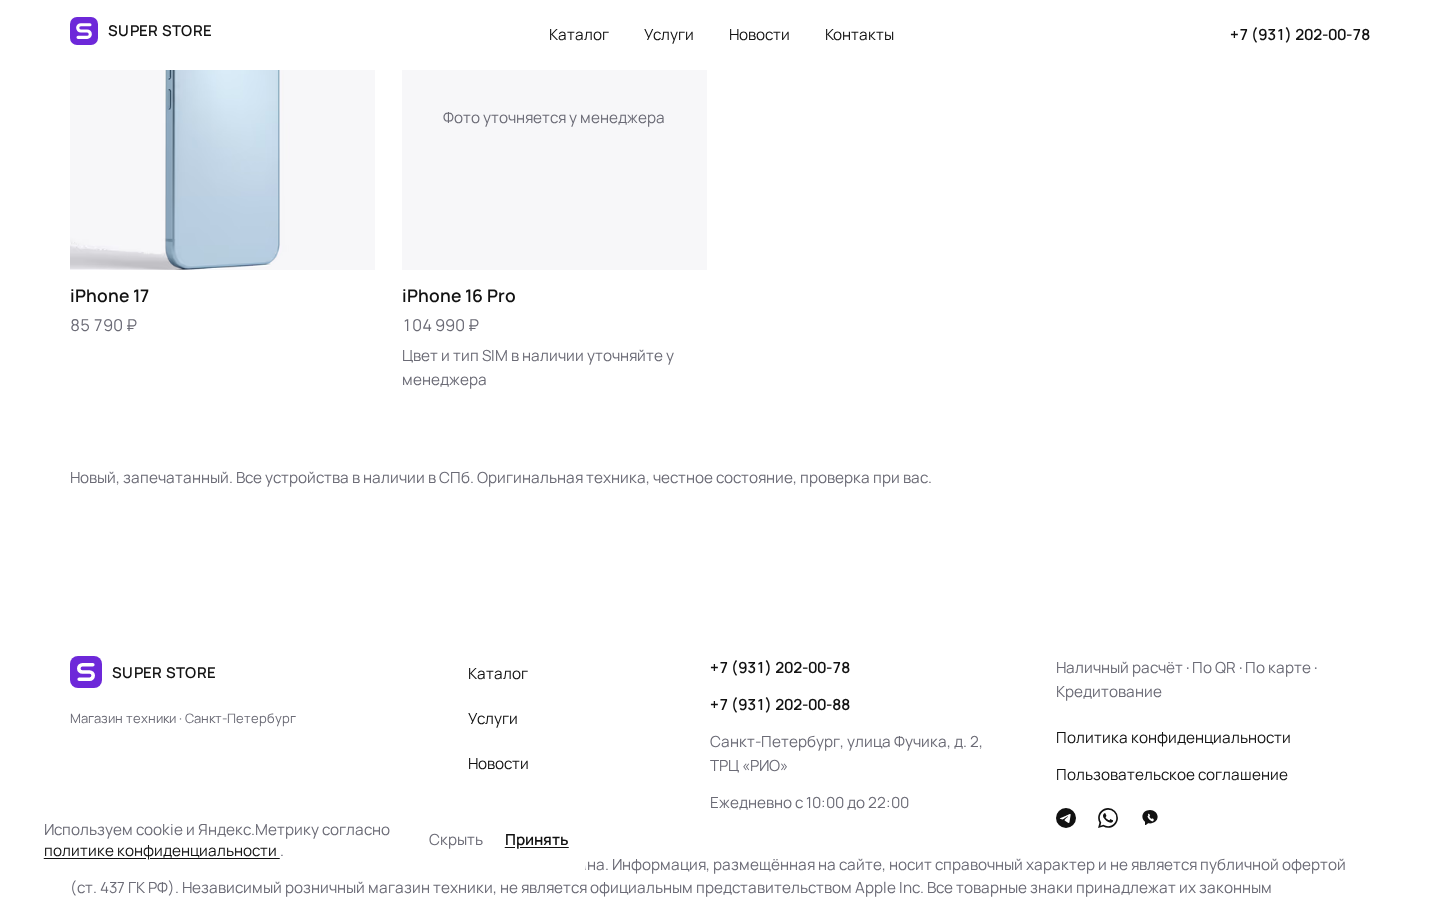 SUPER STORE
Каталог
Услуги
Новости
Контакты
+7 (931) 202-00-78
Фото уточняется у менеджера
iPhone 17
85 790 ₽
iPhone 16 Pro
104 990 ₽
Цвет и тип SIM в наличии уточняйте у
менеджера
Новый, запечатанный. Все устройства в наличии в СПб. Оригинальная техника, честное состояние, проверка при вас.
SUPER STORE
Магазин техники · Санкт-Петербург
Каталог
Услуги
Новости
+7 (931) 202-00-78
+7 (931) 202-00-88
Санкт-Петербург, улица Фучика, д. 2,
ТРЦ «РИО»
Ежедневно с 10:00 до 22:00
Наличный расчёт · По QR · По карте ·
Кредитование
Политика конфиденциальности
Пользовательское соглашение
Используем cookie и Яндекс.Метрику согласно
политике конфиденциальности .
Скрыть
Принять
на. Информация, размещённая на сайте, носит справочный характер и не является публичной офертой
(ст. 437 ГК РФ). Независимый розничный магазин техники, не является официальным представительством Apple Inc. Все товарные знаки принадлежат их законным